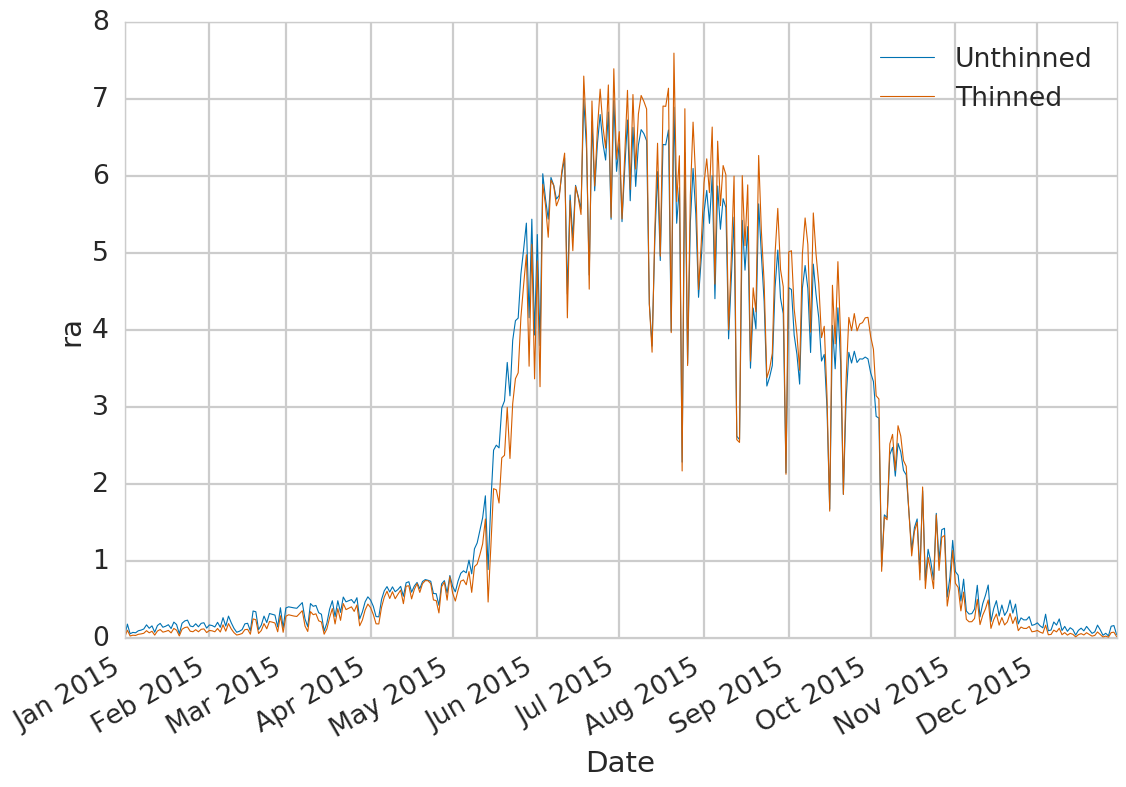 8
7
6
5
4
3
2
1
0
ra
Unthinned
Thinned
Jan 2015
Feb 2015
Mar 2015
Apr 2015
May 2015
Jun 2015
Jul 2015
Aug 2015
Sep 2015
Oct 2015
Nov 2015
Dec 2015
Date